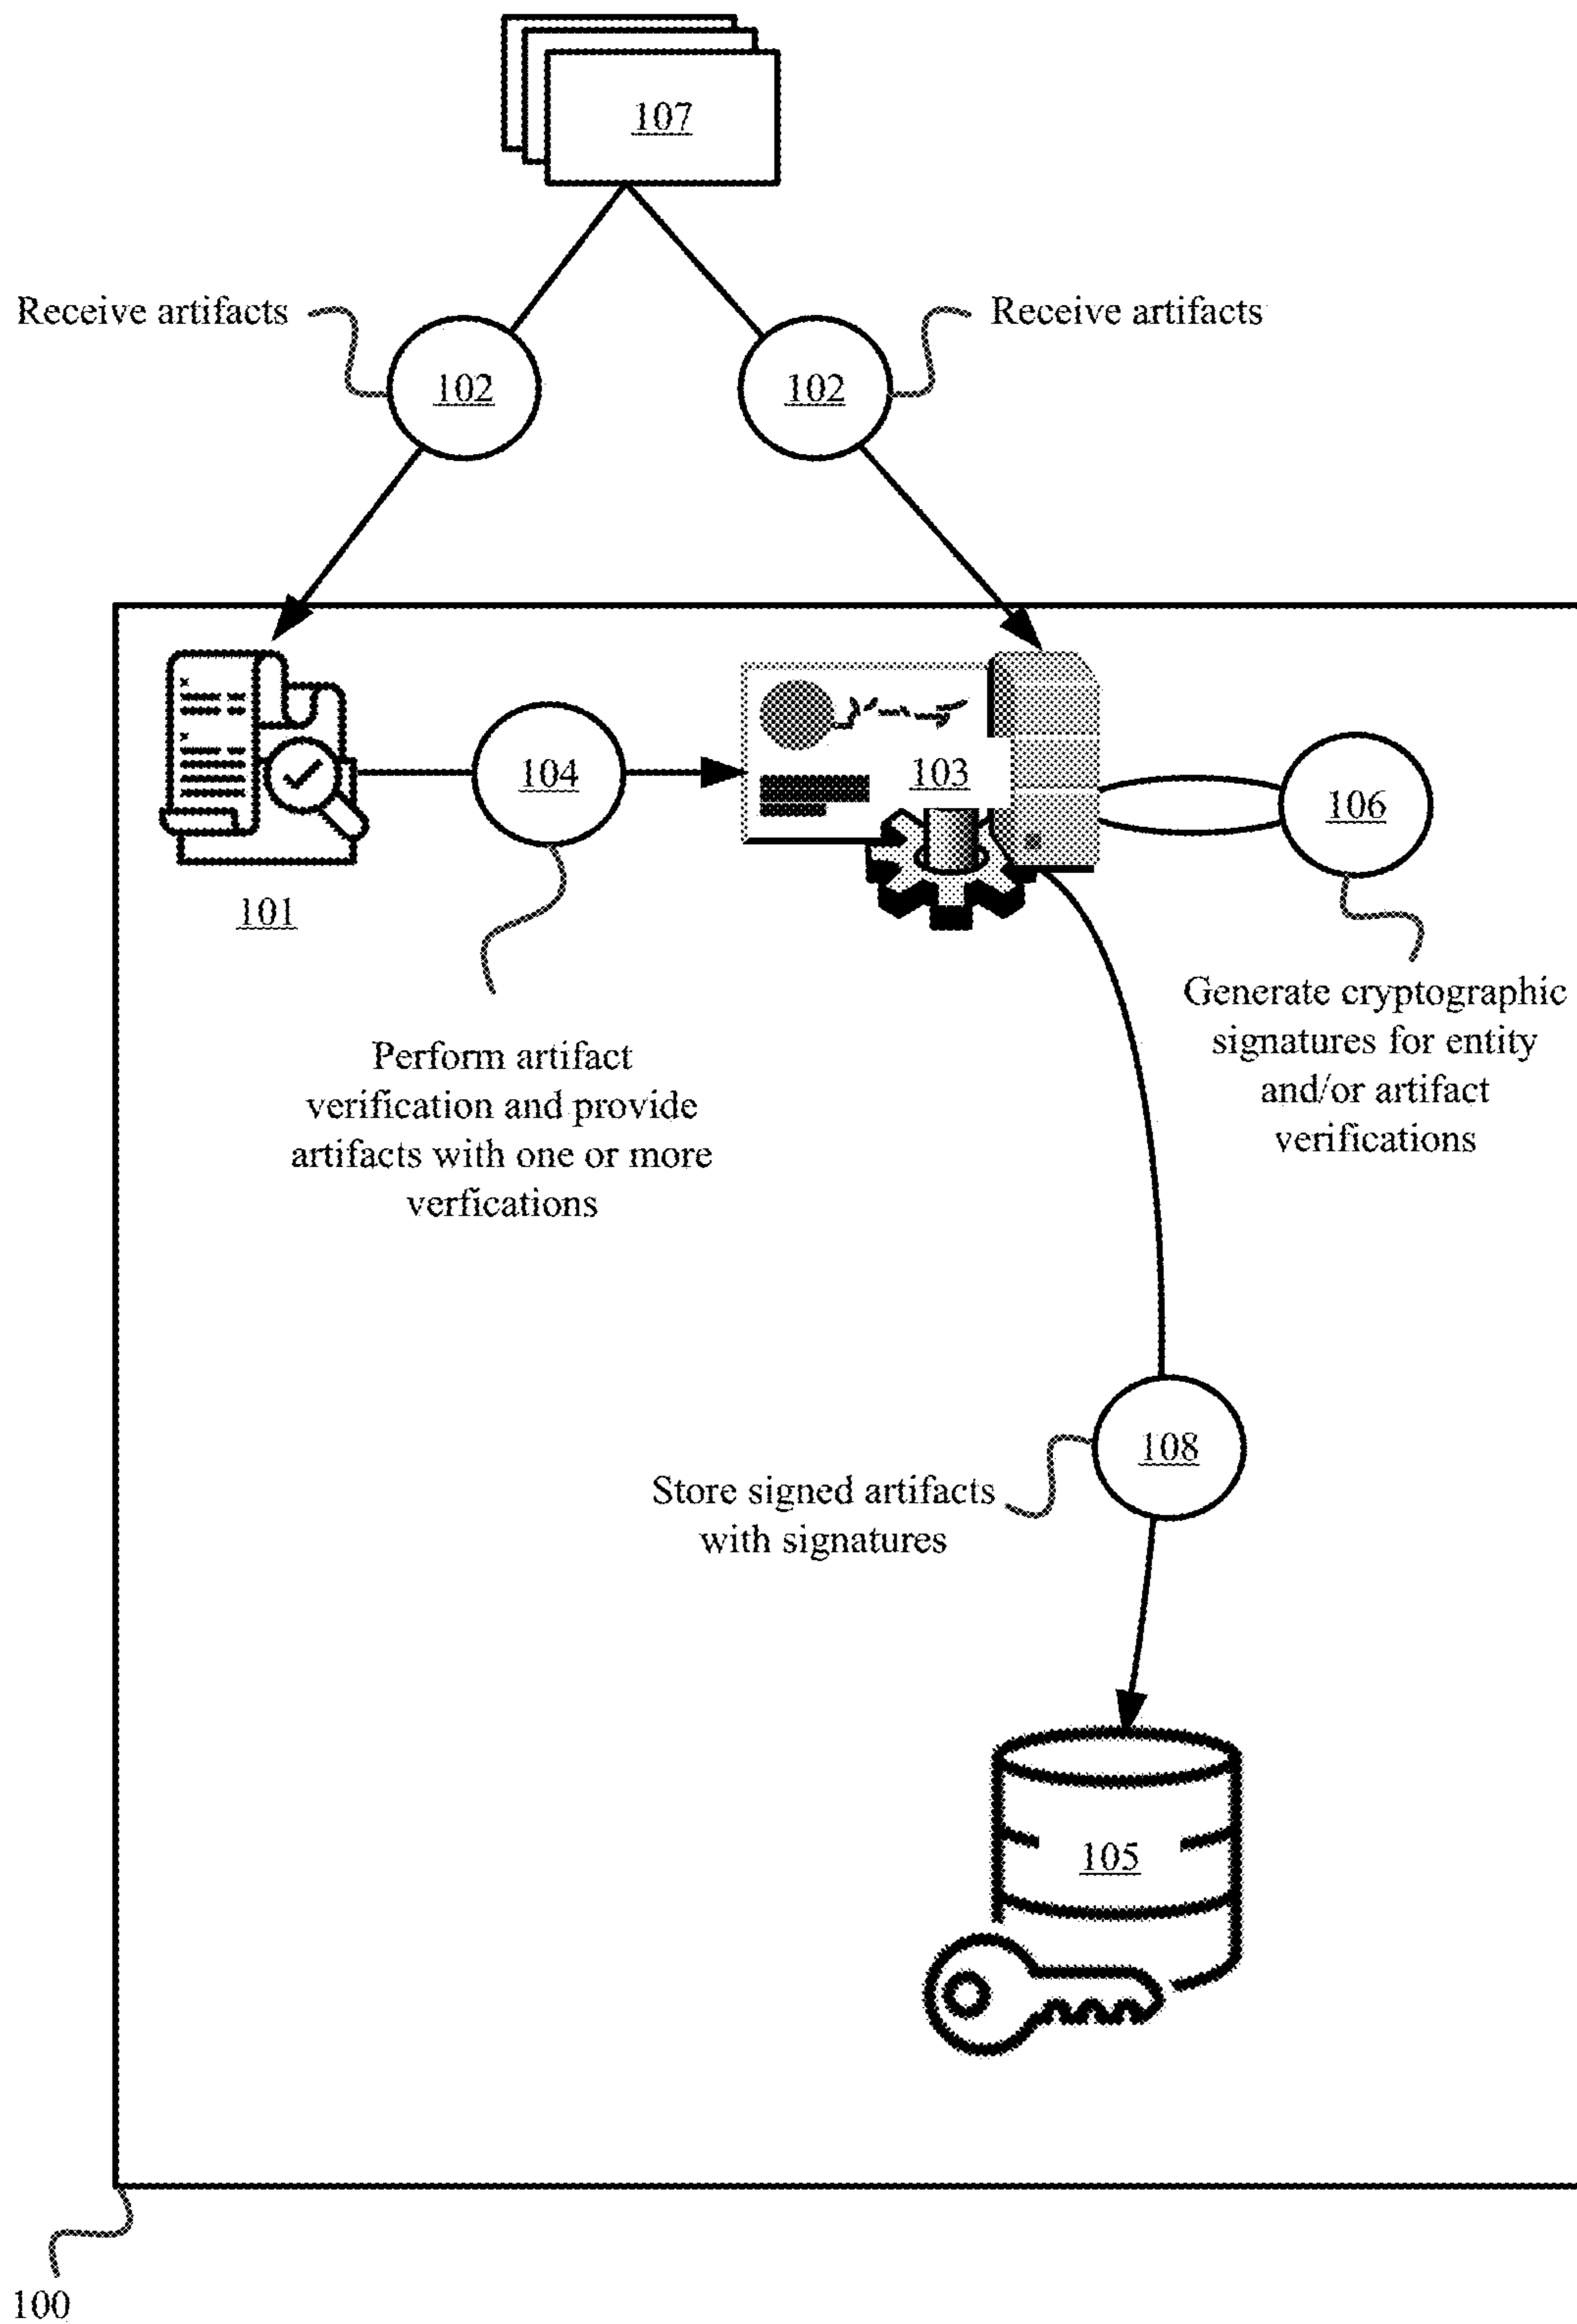 107
Receive artifacts
Receive artifacts
102
102
104
103
106
101
Generate cryptographic
signatures for entity
and/or artifact
verifications
Perform artifact
verification and provide
artifacts with one or more
verfications
108
Store signed artifacts
with signatures
105
100